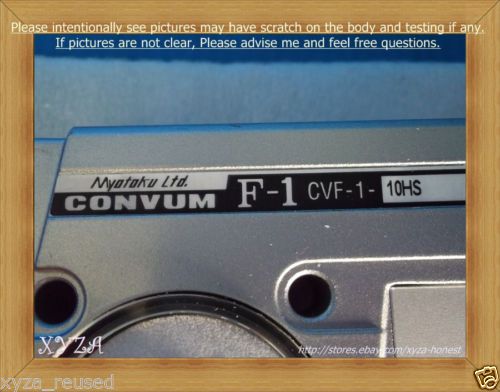 Please intentionally see pictures may have scratch on the body and testing if any.
If pictures are not clear, Please advise me and feel free questions.
Myotoku Ltd.
CONVUM F-1 CVF-1- 10HS
XYZA
http://stores.ebay.com/xyza-honest
xyza_reused